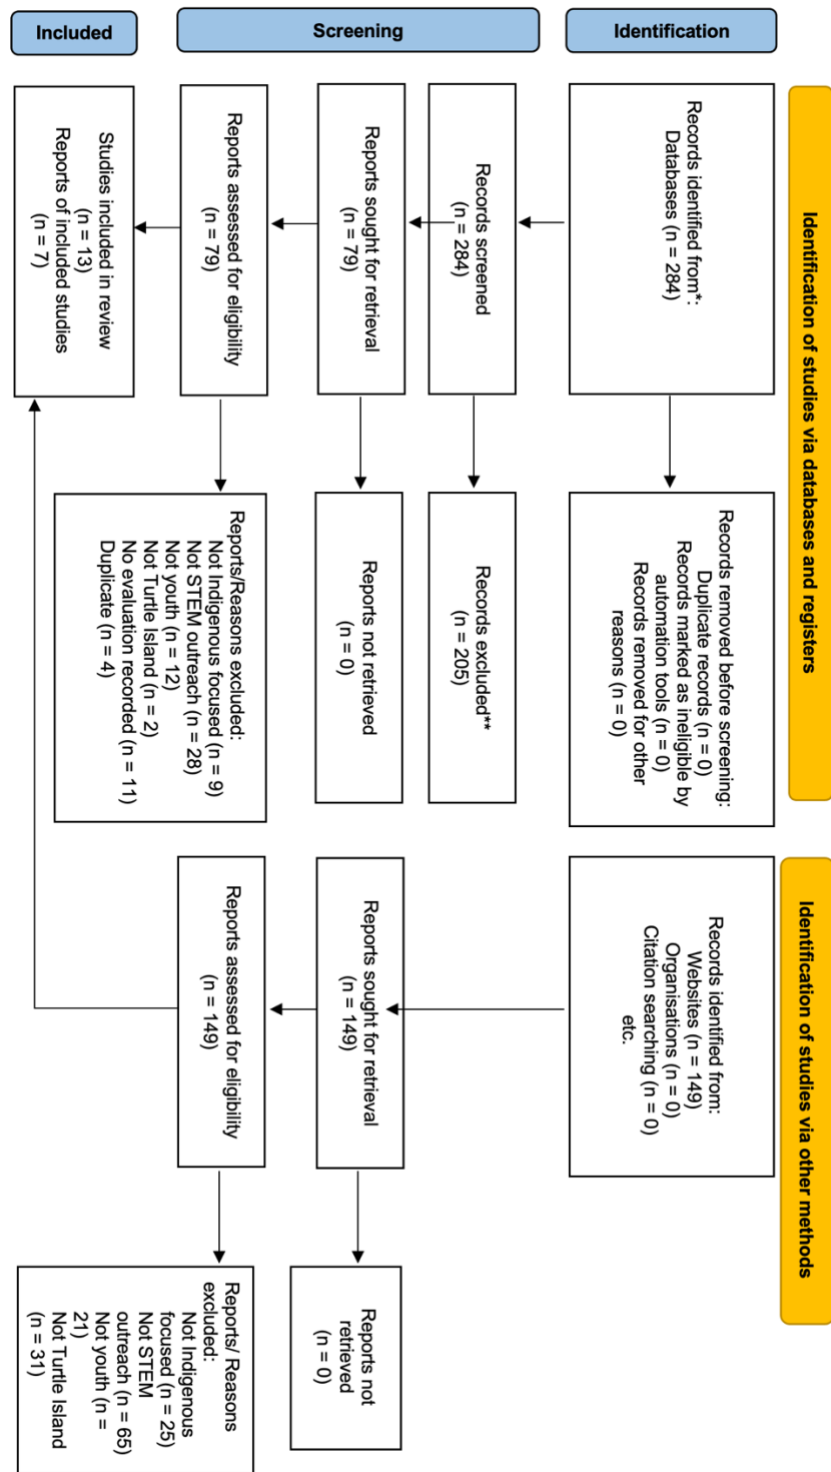 Identification of studies via databases and registers
Identification of studies via other methods
Identification
Records identified from*:
Databases (n = 284)
Records removed before screening:
Duplicate records (n = 0)
Records marked as ineligible by
automation tools (n = 0)
Records removed for other
reasons (n = 0)
Records identified from:
Websites (n = 149)
Organisations (n = 0)
Citation searching (n = 0)
etc.
Screening
Records screened
(n = 284)
Records excluded**
(n = 205)
Reports sought for retrieval
(n = 79)
Reports not retrieved
(n = 0)
Reports sought for retrieval
(n = 149)
Reports not
retrieved
(n = 0)
Reports assessed for eligibility
(n = 79)
Reports/Reasons excluded:
Not Indigenous focused (n = 9)
Not STEM outreach (n = 28)
Not youth (n = 12)
Not Turtle Island (n = 2)
No evaluation recorded (n = 11)
Duplicate (n = 4)
Reports assessed for eligibility
(n = 149)
Reports/ Reasons
excluded:
Not Indigenous
focused (n = 25)
Not STEM
outreach (n = 65)
Not youth (n =
21)
Not Turtle Island
(n = 31)
Included
Studies included in review
(n = 13)
Reports of included studies
(n = 7)